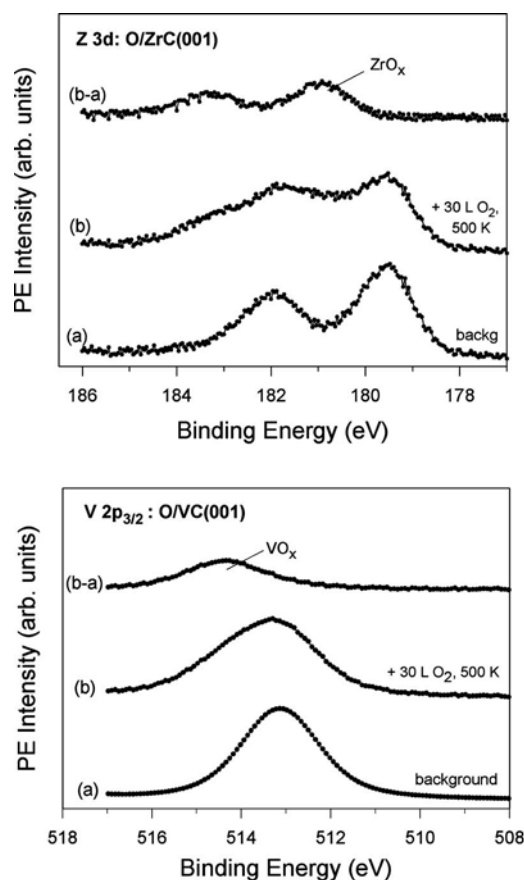 Z 3d: O/ZrC(001)
ZrOₓ
(b-a)
(b)
+ 30 L O₂,
500 K
(a)
backg
PE Intensity (arb. units)
186 184 182 180 178
Binding Energy (eV)
V 2p₃/₂ : O/VC(001)
VOₓ
(b-a)
(b)
+ 30 L O₂, 500 K
(a)
background
PE Intensity (arb. units)
518 516 514 512 510 508
Binding Energy (eV)